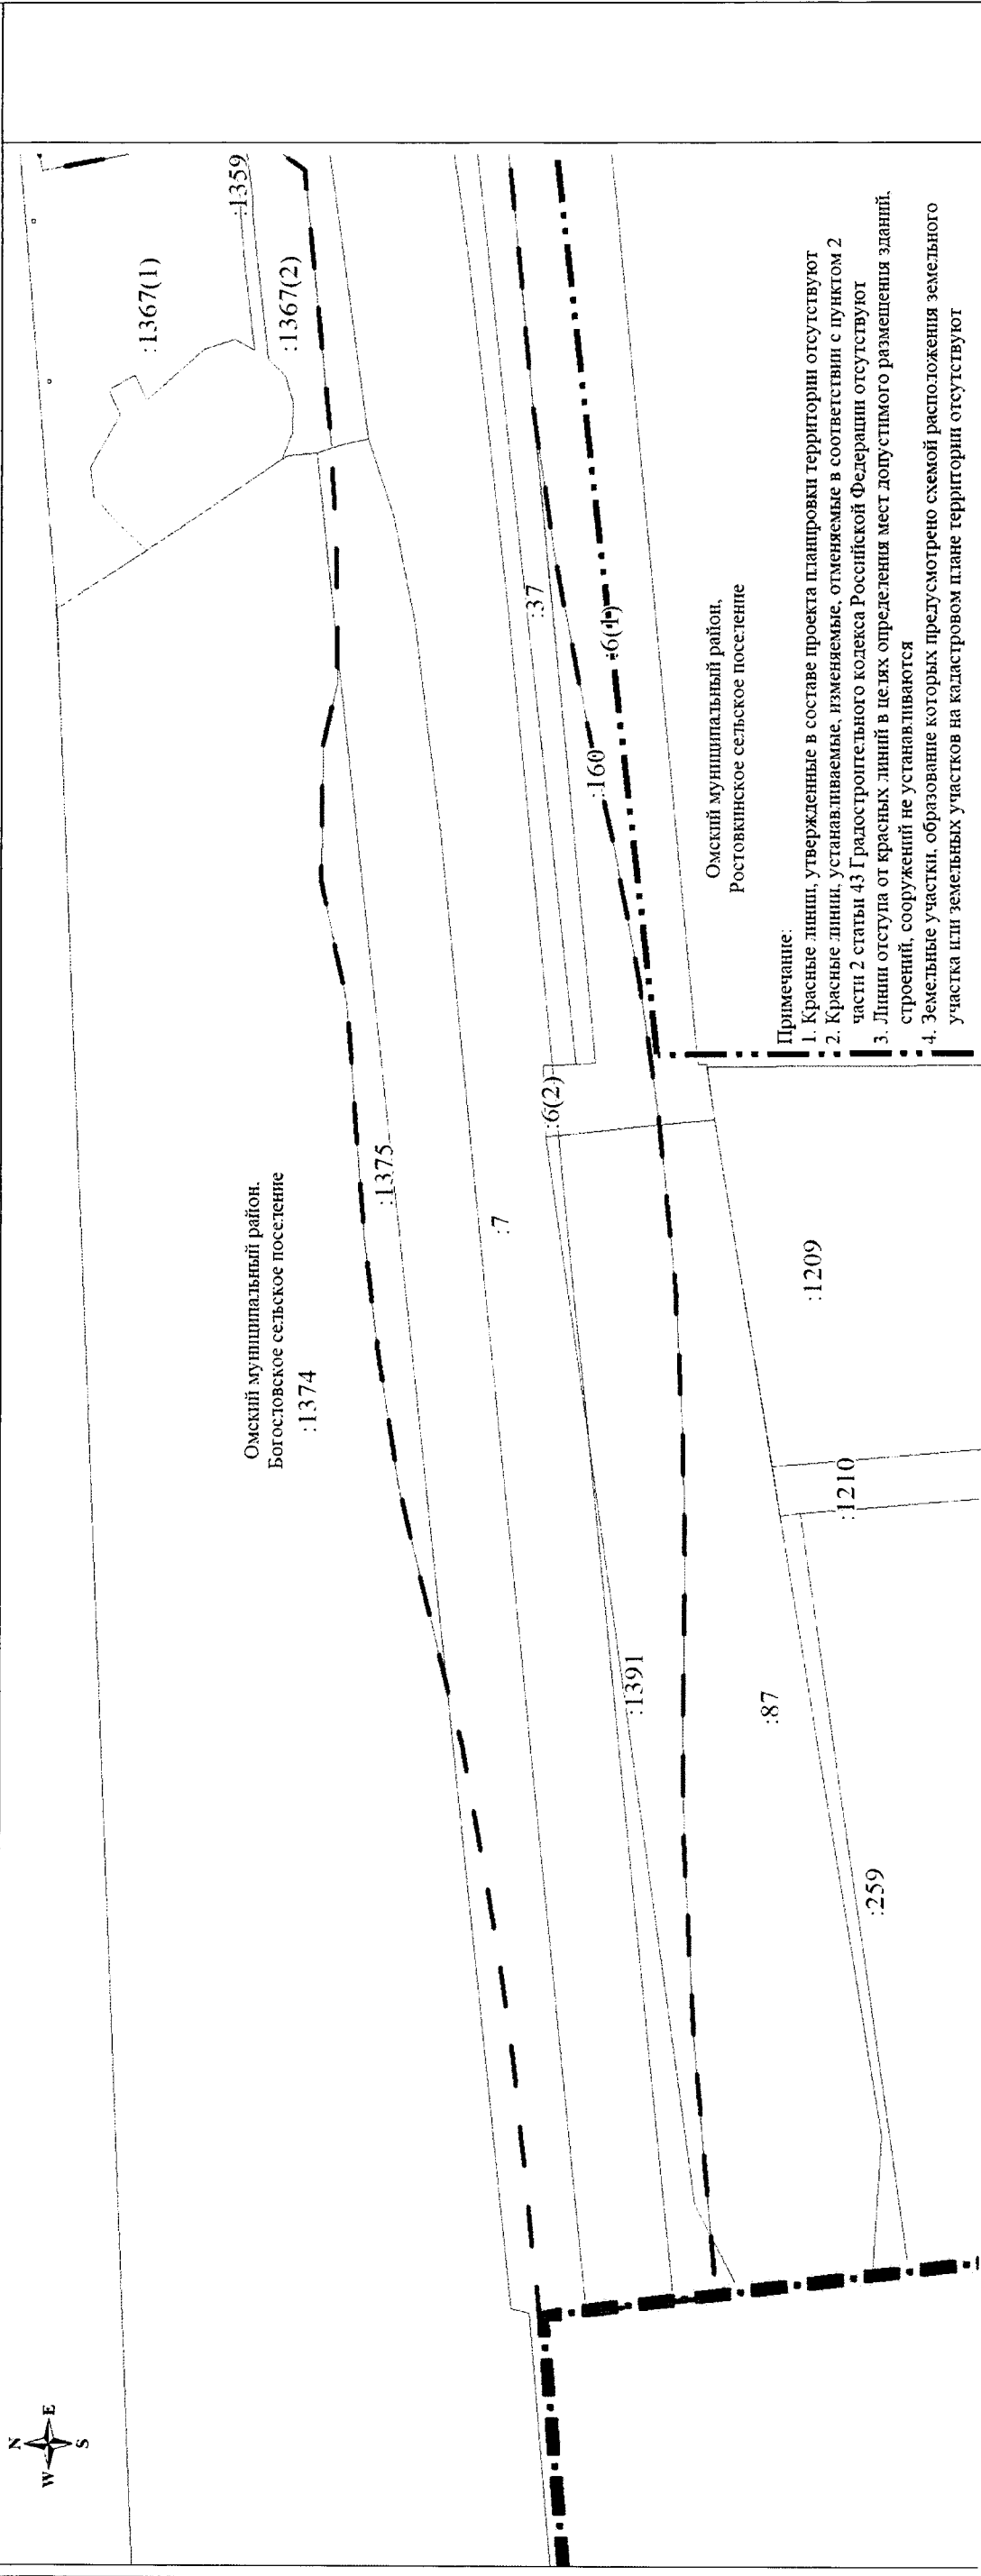 N
W E
S
:1367(1)
:1359
:1367(2)
Омский муниципальный район.
Богословское сельское поселение
:1374
:1375
:7
:37
:6(2)
:160
:6(1)
:1391
Омский муниципальный район,
Ростовкинское сельское поселение
:87
:1209
:1210
:259
Примечание:
1. Красные линии, утвержденные в составе проекта планировки территории отсутствуют
2. Красные линии, устанавливаемые, изменяемые, отменяемые в соответствии с пунктом 2
части 2 статьи 43 Градостроительного кодекса Российской Федерации отсутствуют
3. Линии отступа от красных линий в целях определения мест допустимого размещения зданий,
строений, сооружений не устанавливаются
4. Земельные участки, образование которых предусмотрено схемой расположения земельного
участка или земельных участков на кадастровом плане территории отсутствуют